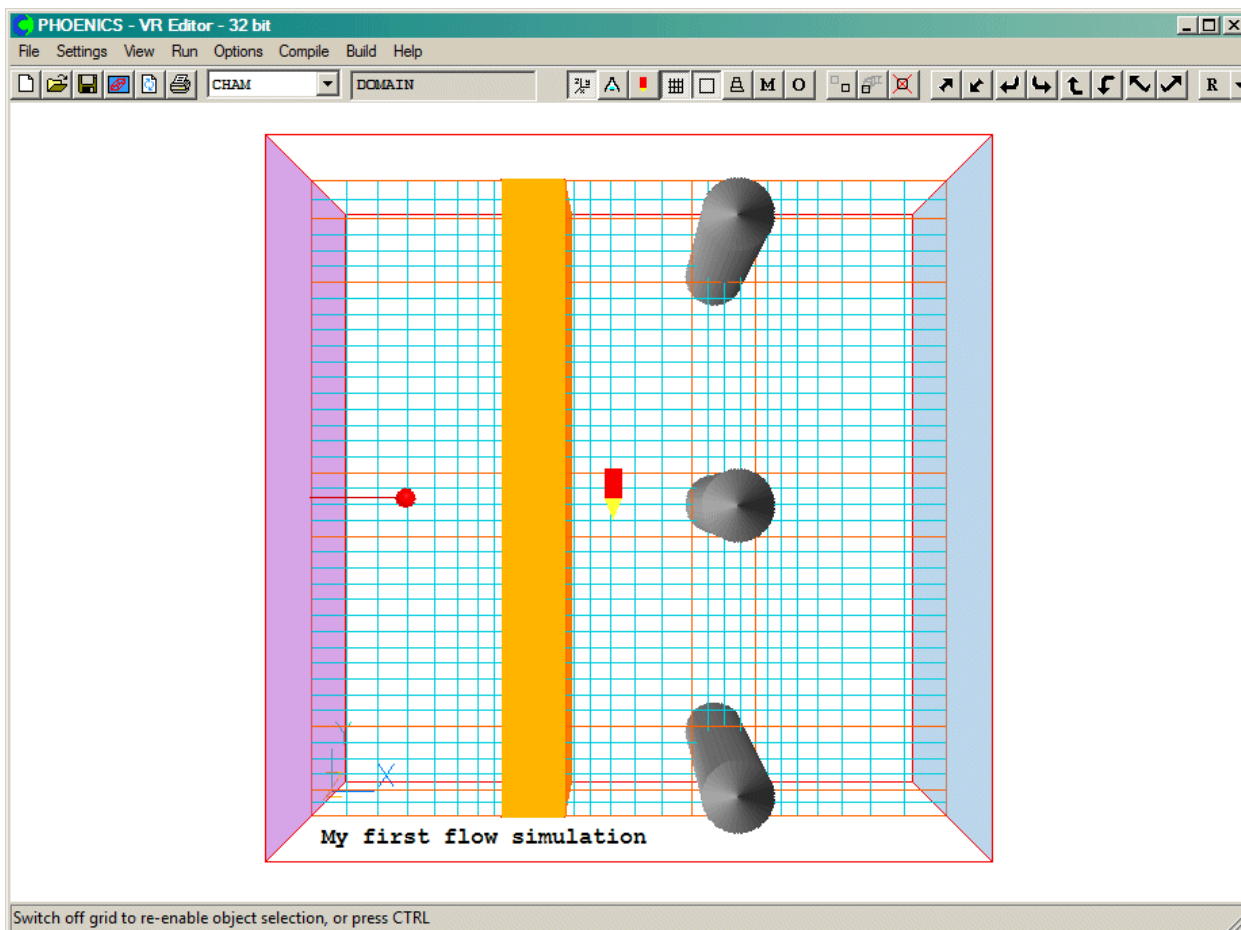 PHOENICS - VR Editor - 32 bit
File Settings View Run Options Compile Build Help
CHAM DOMAIN M O R
Y
X
My first flow simulation
Switch off grid to re-enable object selection, or press CTRL